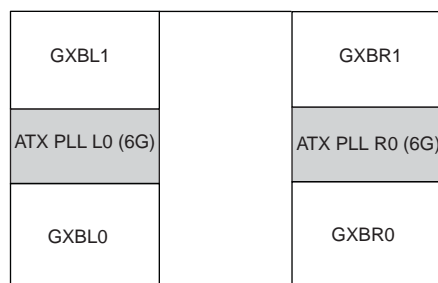 GXBL1
GXBR1
ATX PLL L0 (6G)
ATX PLL R0 (6G)
GXBL0
GXBR0